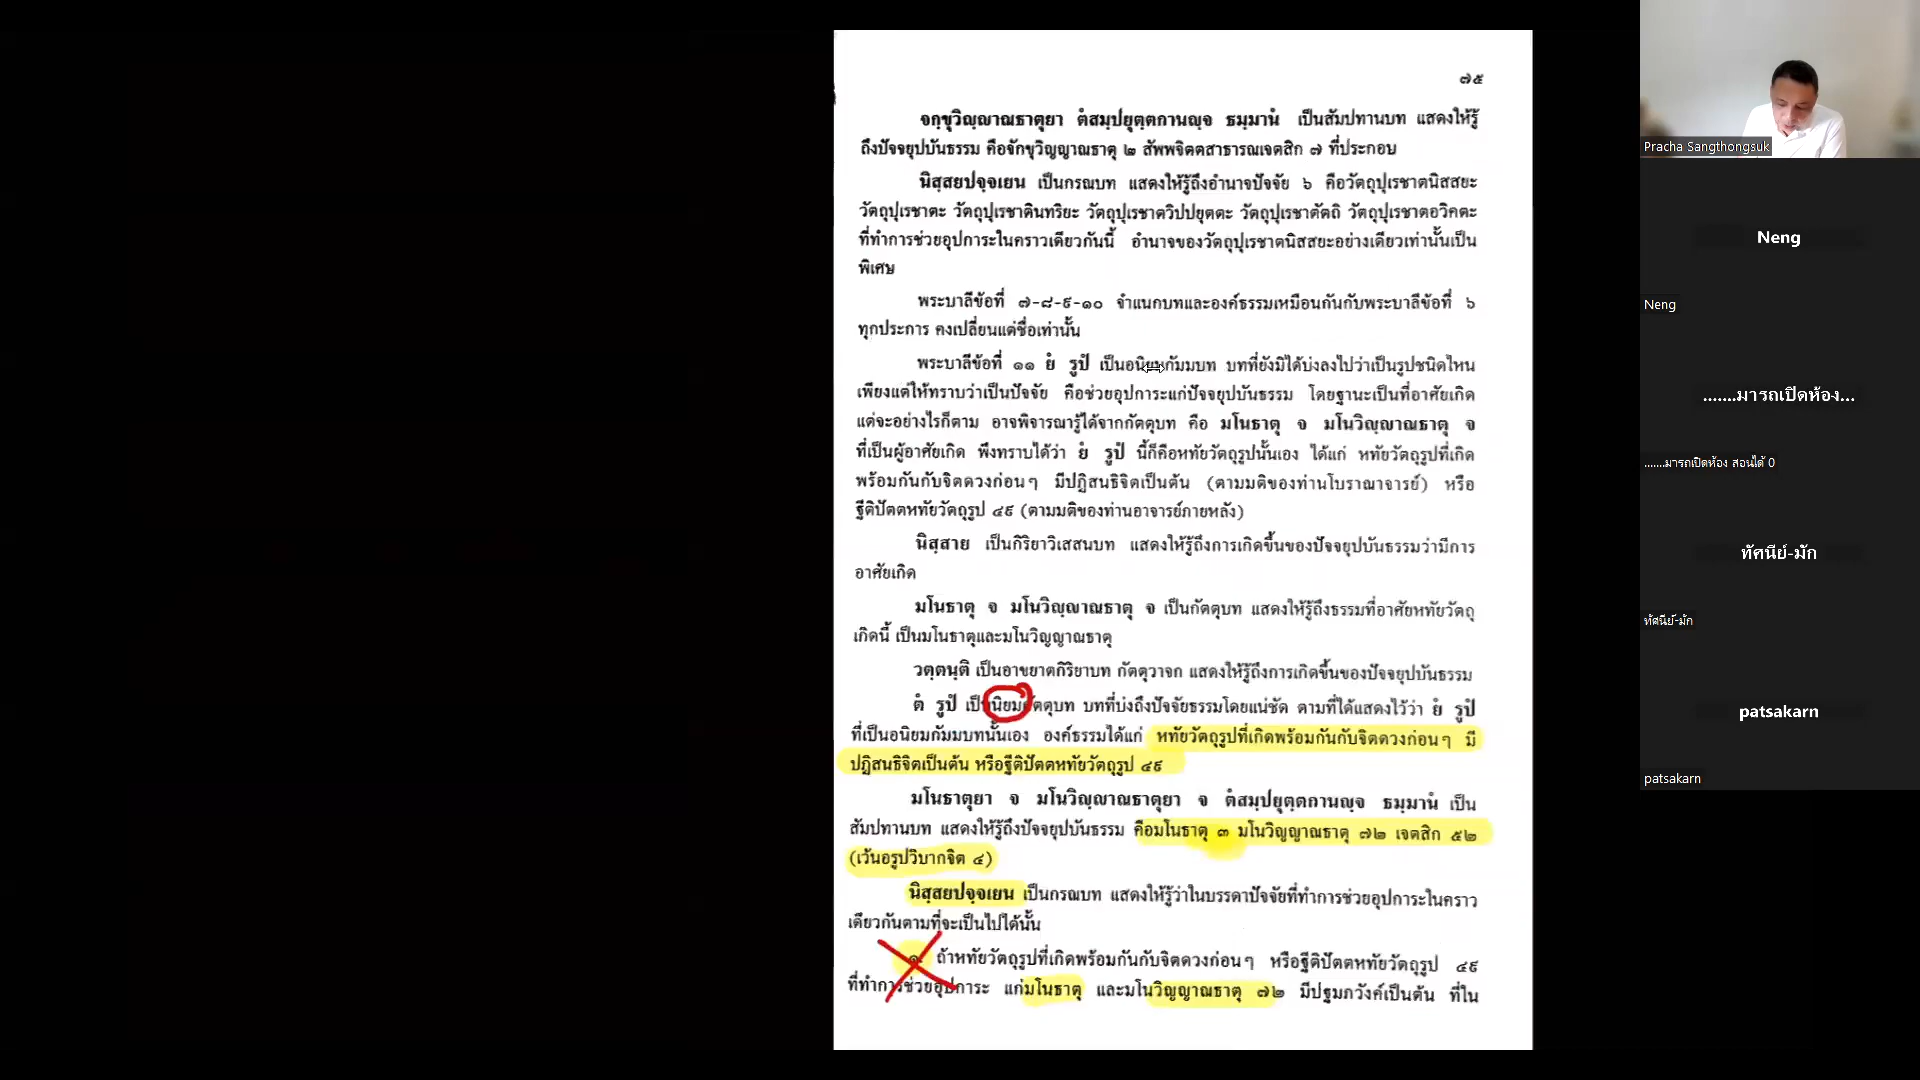 ๗๕
จกฺขุวิญฺญาณธาตุยา ตํสมฺปยุตฺตกานญฺจ ธมฺมานํ เป็นสัมปทานบท แสดงให้รู้
ถึงปัจจยุปบันธรรม คือจักขุวิญญาณธาตุ ๒ สัพพจิตตสาธารณเจตสิก ๗ ที่ประกอบ
นิสฺสยปจฺจเยน เป็นกรณบท แสดงให้รู้ถึงอำนาจปัจจัย ๖ คือวัตถุปุเรชาตนิสสยะ
วัตถุปุเรชาตะ วัตถุปุเรชาตินทริยะ วัตถุปุเรชาตวิปปยุตตะ วัตถุปุเรชาตัตถิ วัตถุปุเรชาตอวิคตะ
ที่ทำการช่วยอุปการะในคราวเดียวกันนี้ อำนาจของวัตถุปุเรชาตนิสสยะอย่างเดียวเท่านั้นเป็น
พิเศษ
พระบาลีข้อที่ ๗-๘-๙-๑๐ จำแนกบทและองค์ธรรมเหมือนกันกับพระบาลีข้อที่ ๖
ทุกประการ คงเปลี่ยนแต่ชื่อเท่านั้น
พระบาลีข้อที่ ๑๑ ยํ รูปํ เป็นอนิยมกัมมบท บทที่ยังมิได้บ่งลงไปว่าเป็นรูปชนิดไหน
เพียงแต่ให้ทราบว่าเป็นปัจจัย คือช่วยอุปการะแก่ปัจจยุปบันธรรม โดยฐานะเป็นที่อาศัยเกิด
แต่จะอย่างไรก็ตาม อาจพิจารณารู้ได้จากกัตตุบท คือ มโนธาตุ จ มโนวิญฺญาณธาตุ จ
ที่เป็นผู้อาศัยเกิด พึงทราบได้ว่า ยํ รูปํ นี้ก็คือหทัยวัตถุรูปนั้นเอง ได้แก่ หทัยวัตถุรูปที่เกิด
พร้อมกันกับจิตดวงก่อนๆ มีปฏิสนธิจิตเป็นต้น (ตามมติของท่านโบราณาจารย์) หรือ
ฐีติปัตตหทัยวัตถุรูป ๔๙ (ตามมติของท่านอาจารย์ภายหลัง)
นิสฺสาย เป็นกิริยาวิเสสนบท แสดงให้รู้ถึงการเกิดขึ้นของปัจจยุปบันธรรมว่ามีการ
อาศัยเกิด
มโนธาตุ จ มโนวิญฺญาณธาตุ จ เป็นกัตตุบท แสดงให้รู้ถึงธรรมที่อาศัยหทัยวัตถุ
เกิดนี้ เป็นมโนธาตุและมโนวิญญาณธาตุ
วตฺตนฺติ เป็นอาขยาตกิริยาบท กัตตุวาจก แสดงให้รู้ถึงการเกิดขึ้นของปัจจยุปบันธรรม
ตํ รูปํ เป็นนิยมกัตตุบท บทที่บ่งถึงปัจจัยธรรมโดยแน่ชัด ตามที่ได้แสดงไว้ว่า ยํ รูปํ
ที่เป็นอนิยมกัมมบทนั้นเอง องค์ธรรมได้แก่ หทัยวัตถุรูปที่เกิดพร้อมกันกับจิตดวงก่อนๆ มี
ปฏิสนธิจิตเป็นต้น หรือฐีติปัตตหทัยวัตถุรูป ๔๙
มโนธาตุยา จ มโนวิญฺญาณธาตุยา จ ตํสมฺปยุตฺตกานญฺจ ธมฺมานํ เป็น
สัมปทานบท แสดงให้รู้ถึงปัจจยุปบันธรรม คือมโนธาตุ ๓ มโนวิญญาณธาตุ ๗๒ เจตสิก ๕๒
(เว้นอรูปวิบากจิต ๔)
นิสฺสยปจฺจเยน เป็นกรณบท แสดงให้รู้ว่าในบรรดาปัจจัยที่ทำการช่วยอุปการะในคราว
เดียวกันตามที่จะเป็นไปได้นั้น
๑. ถ้าหทัยวัตถุรูปที่เกิดพร้อมกันกับจิตดวงก่อนๆ หรือฐีติปัตตหทัยวัตถุรูป ๔๙
ที่ทำการช่วยอุปการะ แก่มโนธาตุ และมโนวิญญาณธาตุ ๗๒ มีปฐมภวังค์เป็นต้น ที่ใน
Pracha Sangthongsuk
Neng
Neng
.......มารถเปิดห้อง...
.......มารถเปิดห้อง สอนได้ 0
ทัศนีย์-มัก
ทัศนีย์-มัก
patsakarn
patsakarn